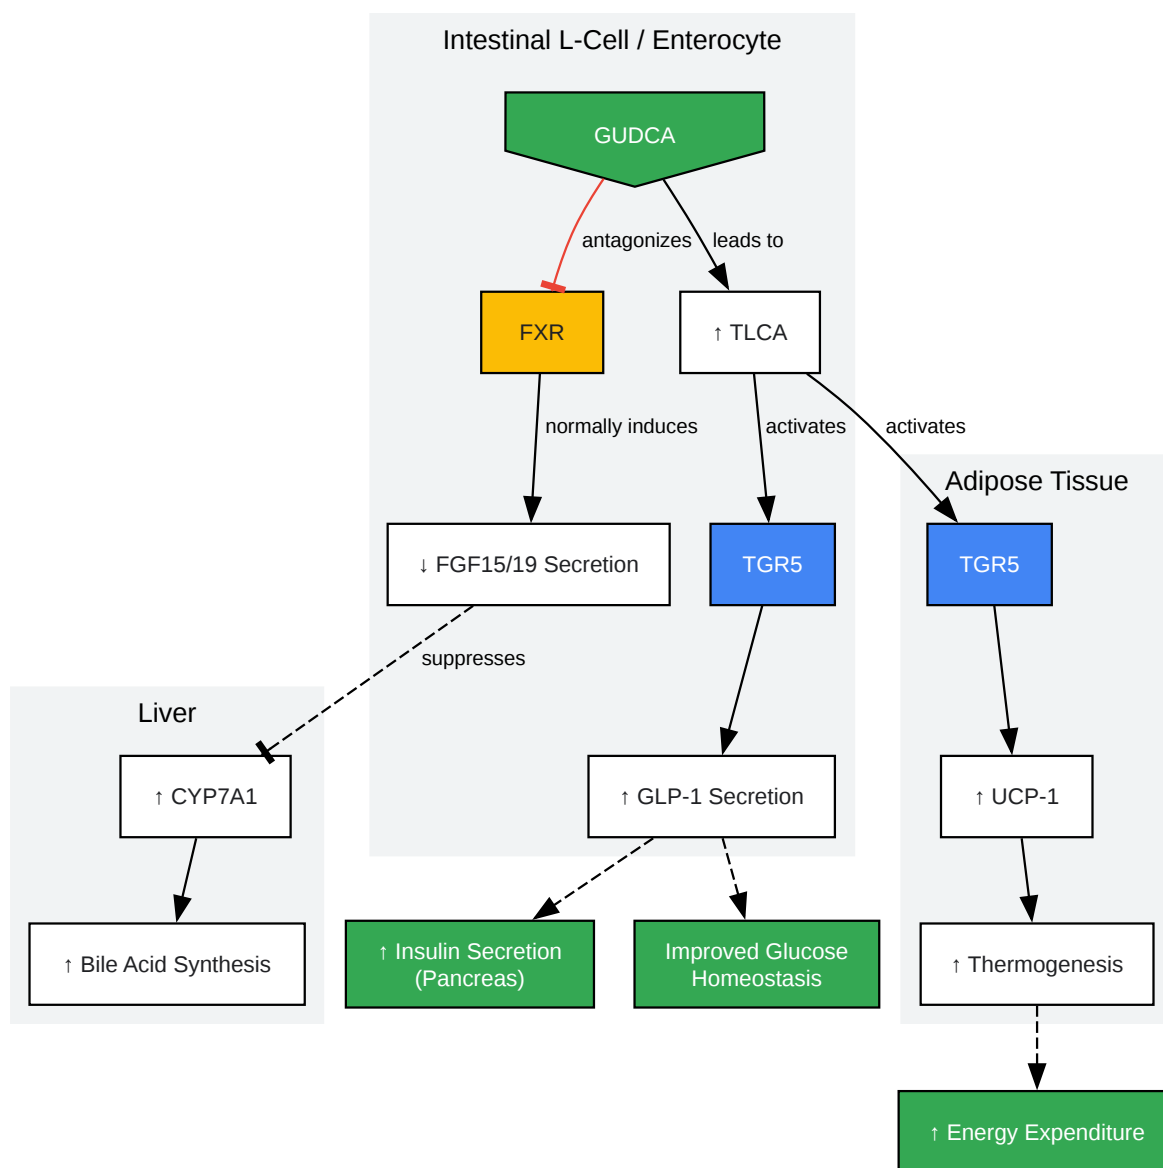 Intestinal L-Cell / Enterocyte
GUDCA
antagonizes
leads to
FXR
↑ TLCA
normally induces
activates
activates
Adipose Tissue
↓ FGF15/19 Secretion
TGR5
TGR5
suppresses
Liver
↑ CYP7A1
↑ GLP-1 Secretion
↑ UCP-1
↑ Bile Acid Synthesis
↑ Insulin Secretion
(Pancreas)
Improved Glucose
Homeostasis
↑ Thermogenesis
↑ Energy Expenditure